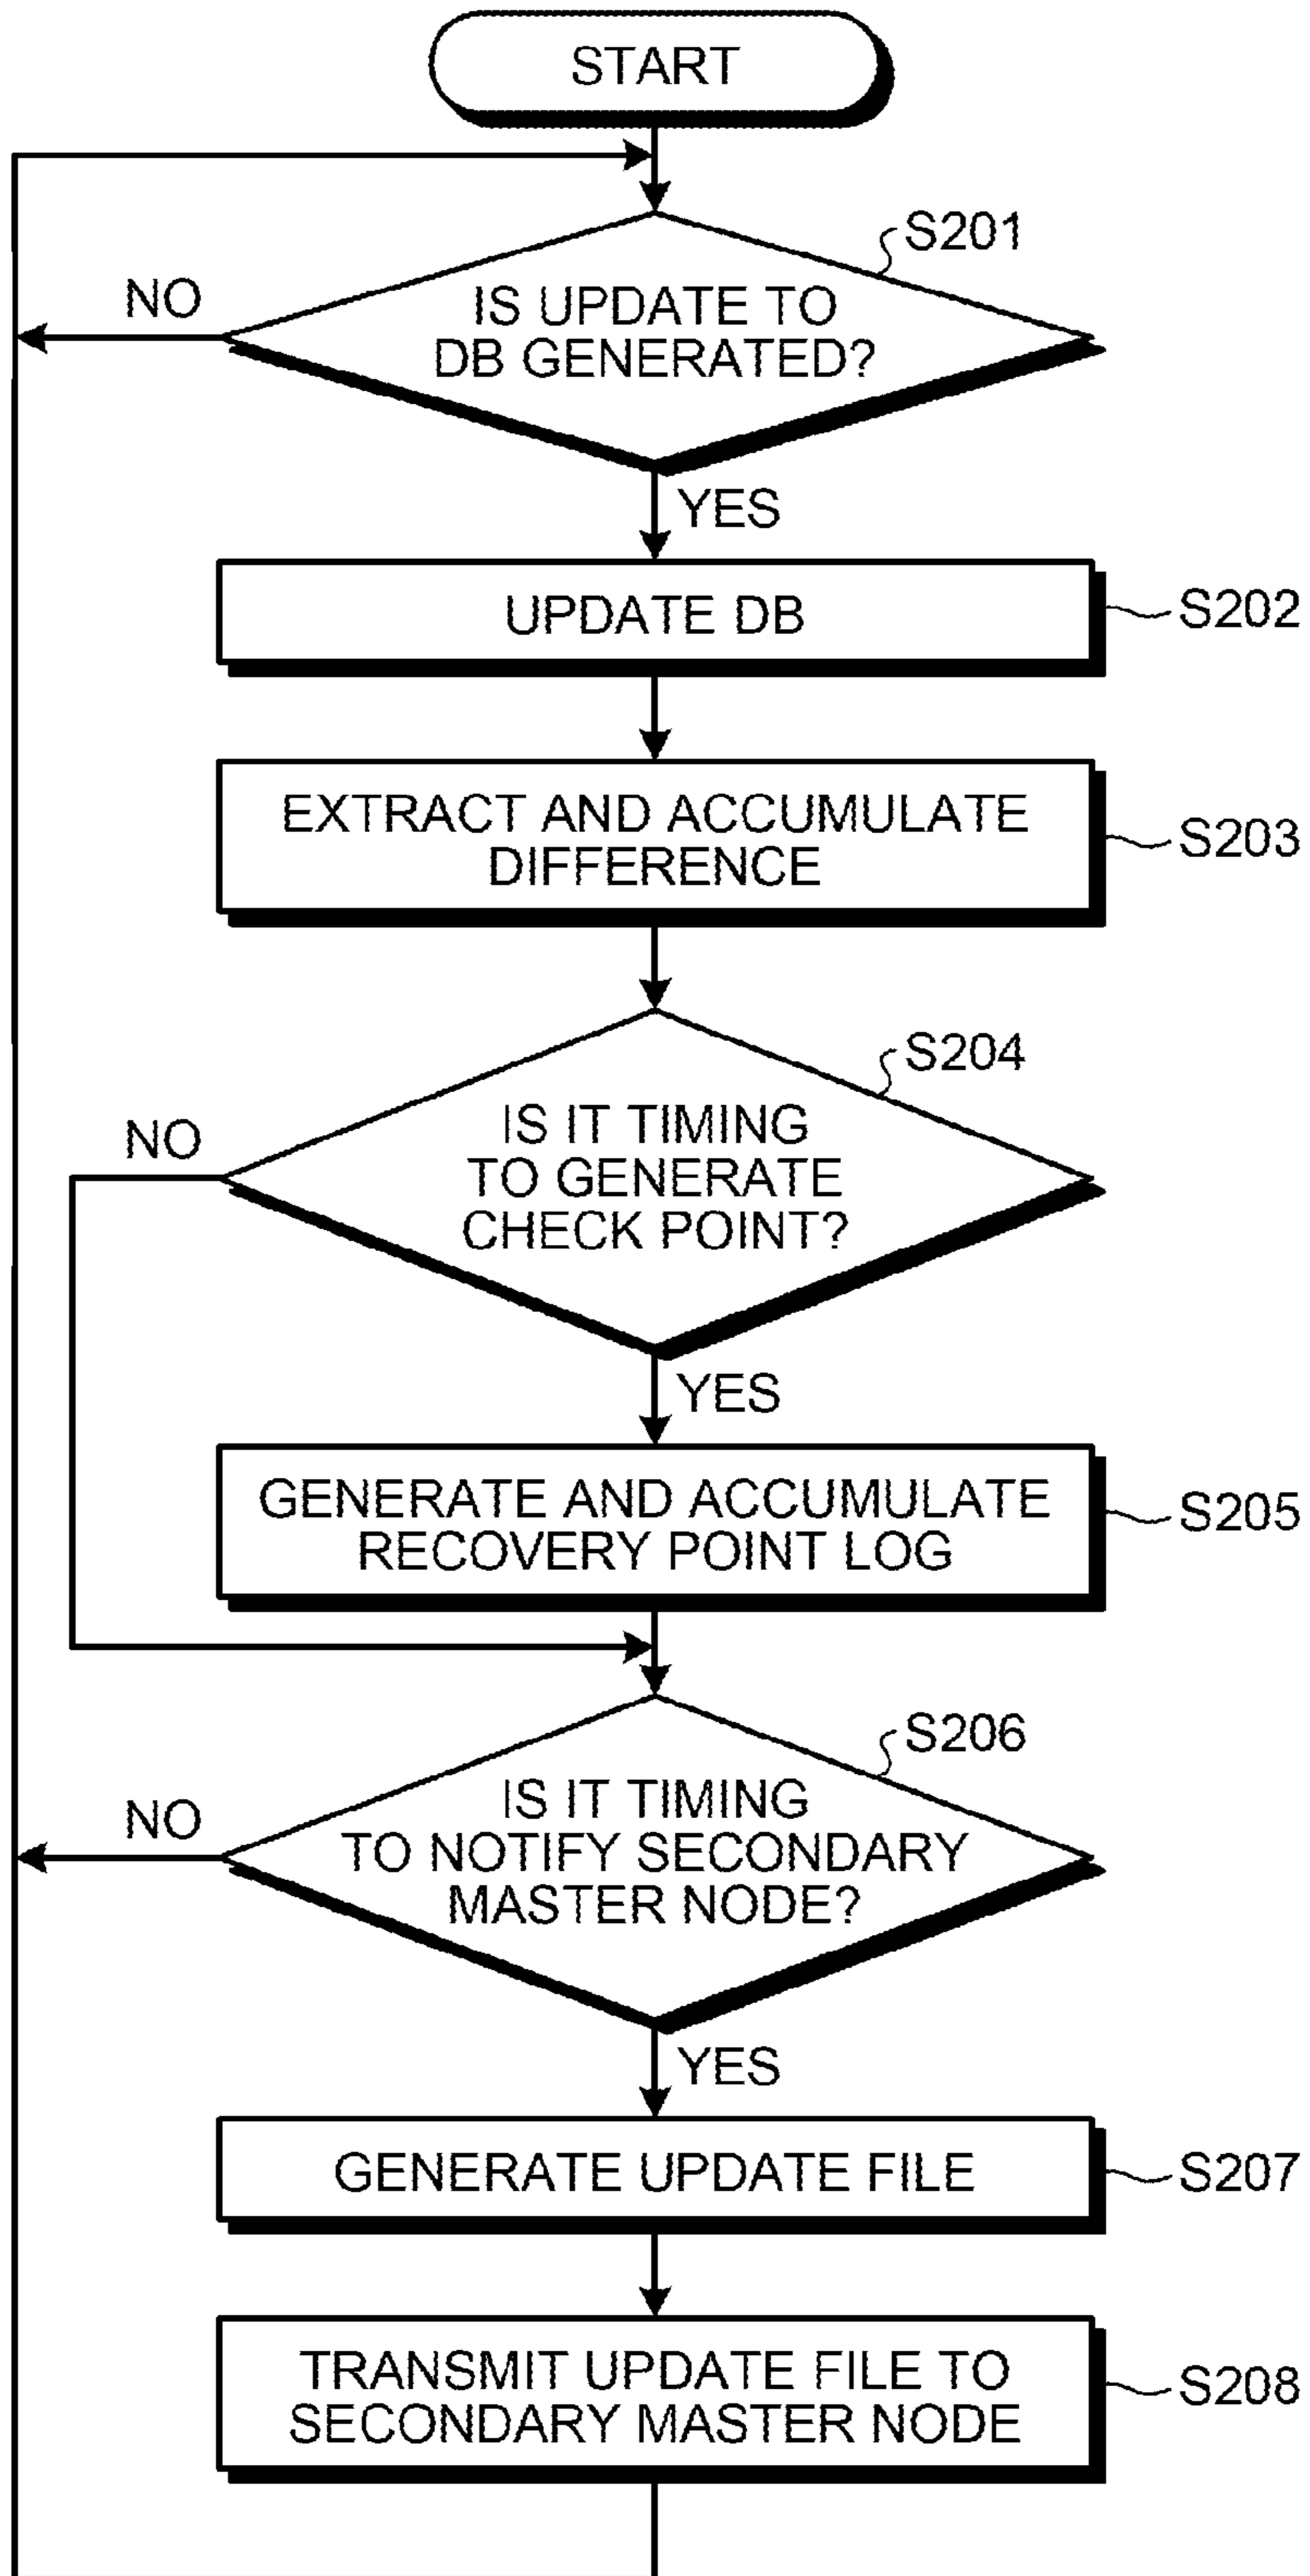 START
S201
NO
IS UPDATE TO
DB GENERATED?
YES
UPDATE DB
S202
EXTRACT AND ACCUMULATE
DIFFERENCE
S203
S204
NO
IS IT TIMING
TO GENERATE
CHECK POINT?
YES
GENERATE AND ACCUMULATE
RECOVERY POINT LOG
S205
S206
NO
IS IT TIMING
TO NOTIFY SECONDARY
MASTER NODE?
YES
GENERATE UPDATE FILE
S207
TRANSMIT UPDATE FILE TO
SECONDARY MASTER NODE
S208